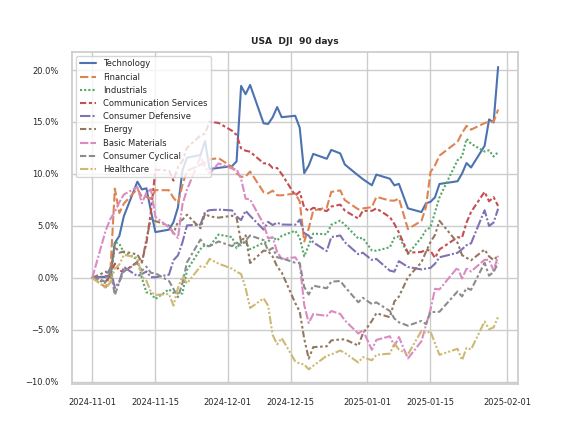 USA DJI 90 days
Technology
Financial
Industrials
Communication Services
Consumer Defensive
Energy
Basic Materials
Consumer Cyclical
Healthcare
20.0%
15.0%
10.0%
5.0%
0.0%
−5.0%
−10.0%
2024-11-01 2024-11-15 2024-12-01 2024-12-15 2025-01-01 2025-01-15 2025-02-01